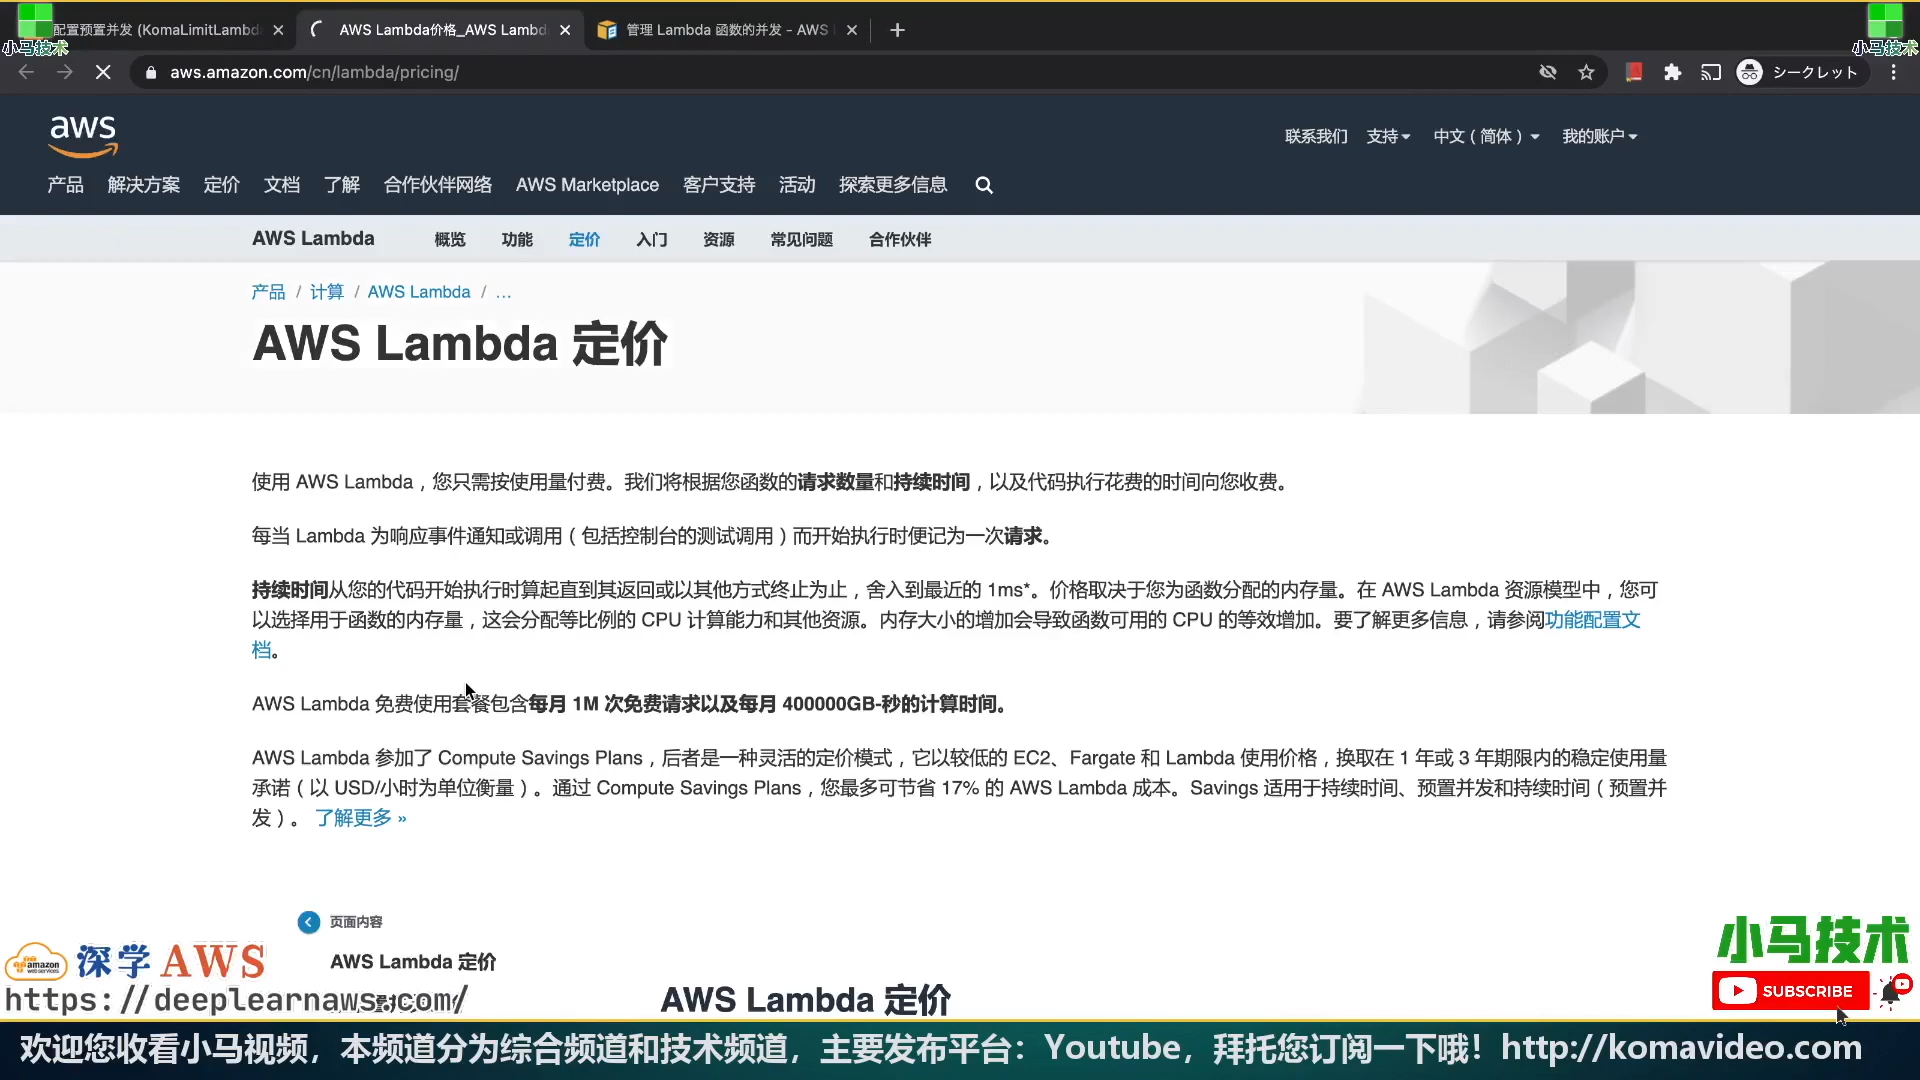 小马技术
小马技术
配置预置并发 (KomaLimitLambd
AWS Lambda价格_AWS Lambd
管理 Lambda 函数的并发 - AWS
aws.amazon.com/cn/lambda/pricing/
シークレット
aws
联系我们 支持 中文（简体） 我的账户
产品 解决方案 定价 文档 了解 合作伙伴网络 AWS Marketplace 客户支持 活动 探索更多信息
AWS Lambda 概览 功能 定价 入门 资源 常见问题 合作伙伴
产品 / 计算 / AWS Lambda / ...
AWS Lambda 定价
使用 AWS Lambda，您只需按使用量付费。我们将根据您函数的请求数量和持续时间，以及代码执行花费的时间向您收费。
每当 Lambda 为响应事件通知或调用（包括控制台的测试调用）而开始执行时便记为一次请求。
持续时间从您的代码开始执行时算起直到其返回或以其他方式终止为止，舍入到最近的 1ms*。价格取决于您为函数分配的内存量。在 AWS Lambda 资源模型中，您可
以选择用于函数的内存量，这会分配等比例的 CPU 计算能力和其他资源。内存大小的增加会导致函数可用的 CPU 的等效增加。要了解更多信息，请参阅功能配置文
档。
AWS Lambda 免费使用套餐包含每月 1M 次免费请求以及每月 400000GB-秒的计算时间。
AWS Lambda 参加了 Compute Savings Plans，后者是一种灵活的定价模式，它以较低的 EC2、Fargate 和 Lambda 使用价格，换取在 1 年或 3 年期限内的稳定使用量
承诺（以 USD/小时为单位衡量）。通过 Compute Savings Plans，您最多可节省 17% 的 AWS Lambda 成本。Savings 适用于持续时间、预置并发和持续时间（预置并
发）。 了解更多 »
页面内容
AWS Lambda 定价
AWS Lambda 定价
amazon
web services
深学 AWS
https://deeplearnaws.com/
小马技术
SUBSCRIBE
欢迎您收看小马视频，本频道分为综合频道和技术频道，主要发布平台：Youtube，拜托您订阅一下哦！http://komavideo.com